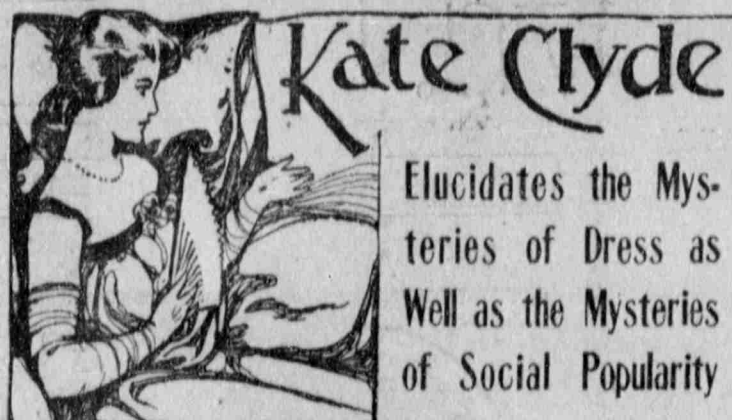 Kate Clyde
Elucidates the Mys-
teries of Dress as
Well as the Mysteries
of Social Popularity